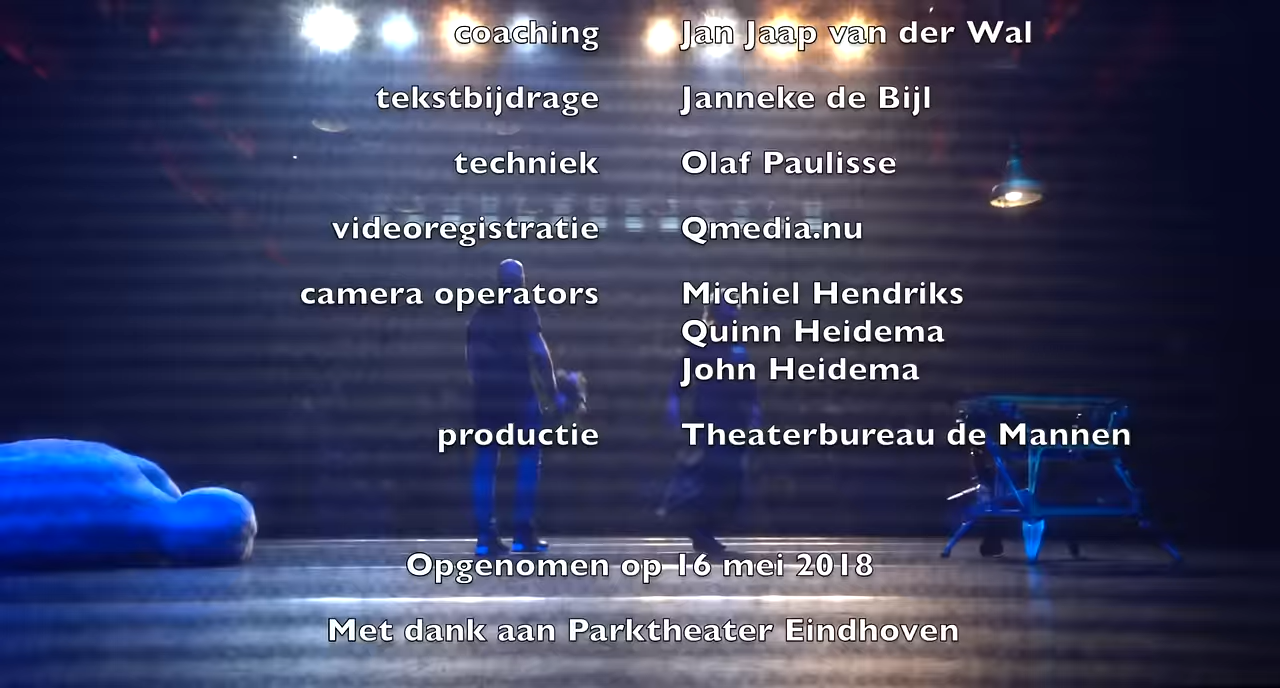 coaching Jan Jaap van der Wal
tekstbijdrage Janneke de Bijl
techniek Olaf Paulisse
videoregistratie Qmedia.nu
camera operators Michiel Hendriks
Quinn Heidema
John Heidema
productie Theaterbureau de Mannen
Opgenomen op 16 mei 2018
Met dank aan Parktheater Eindhoven